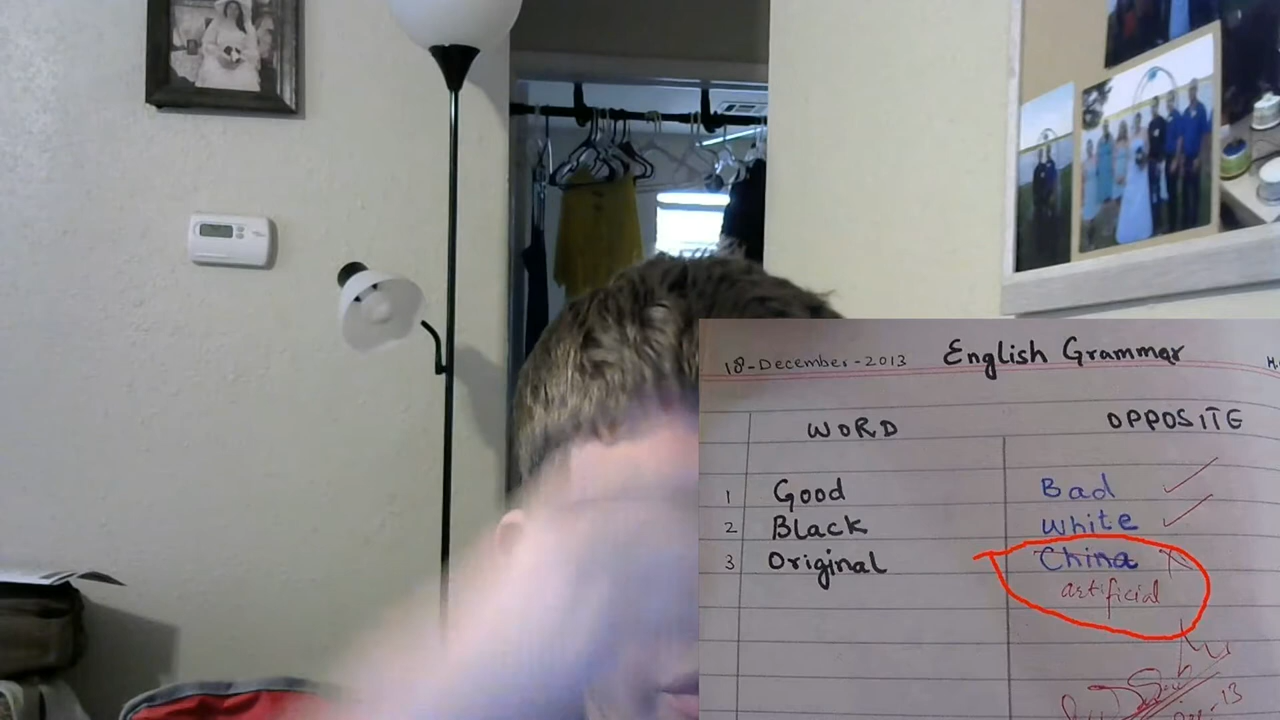 18-December-2013 English Grammar
WORD OPPOSITE
1 Good Bad
2 Black White
3 Original China
artificial